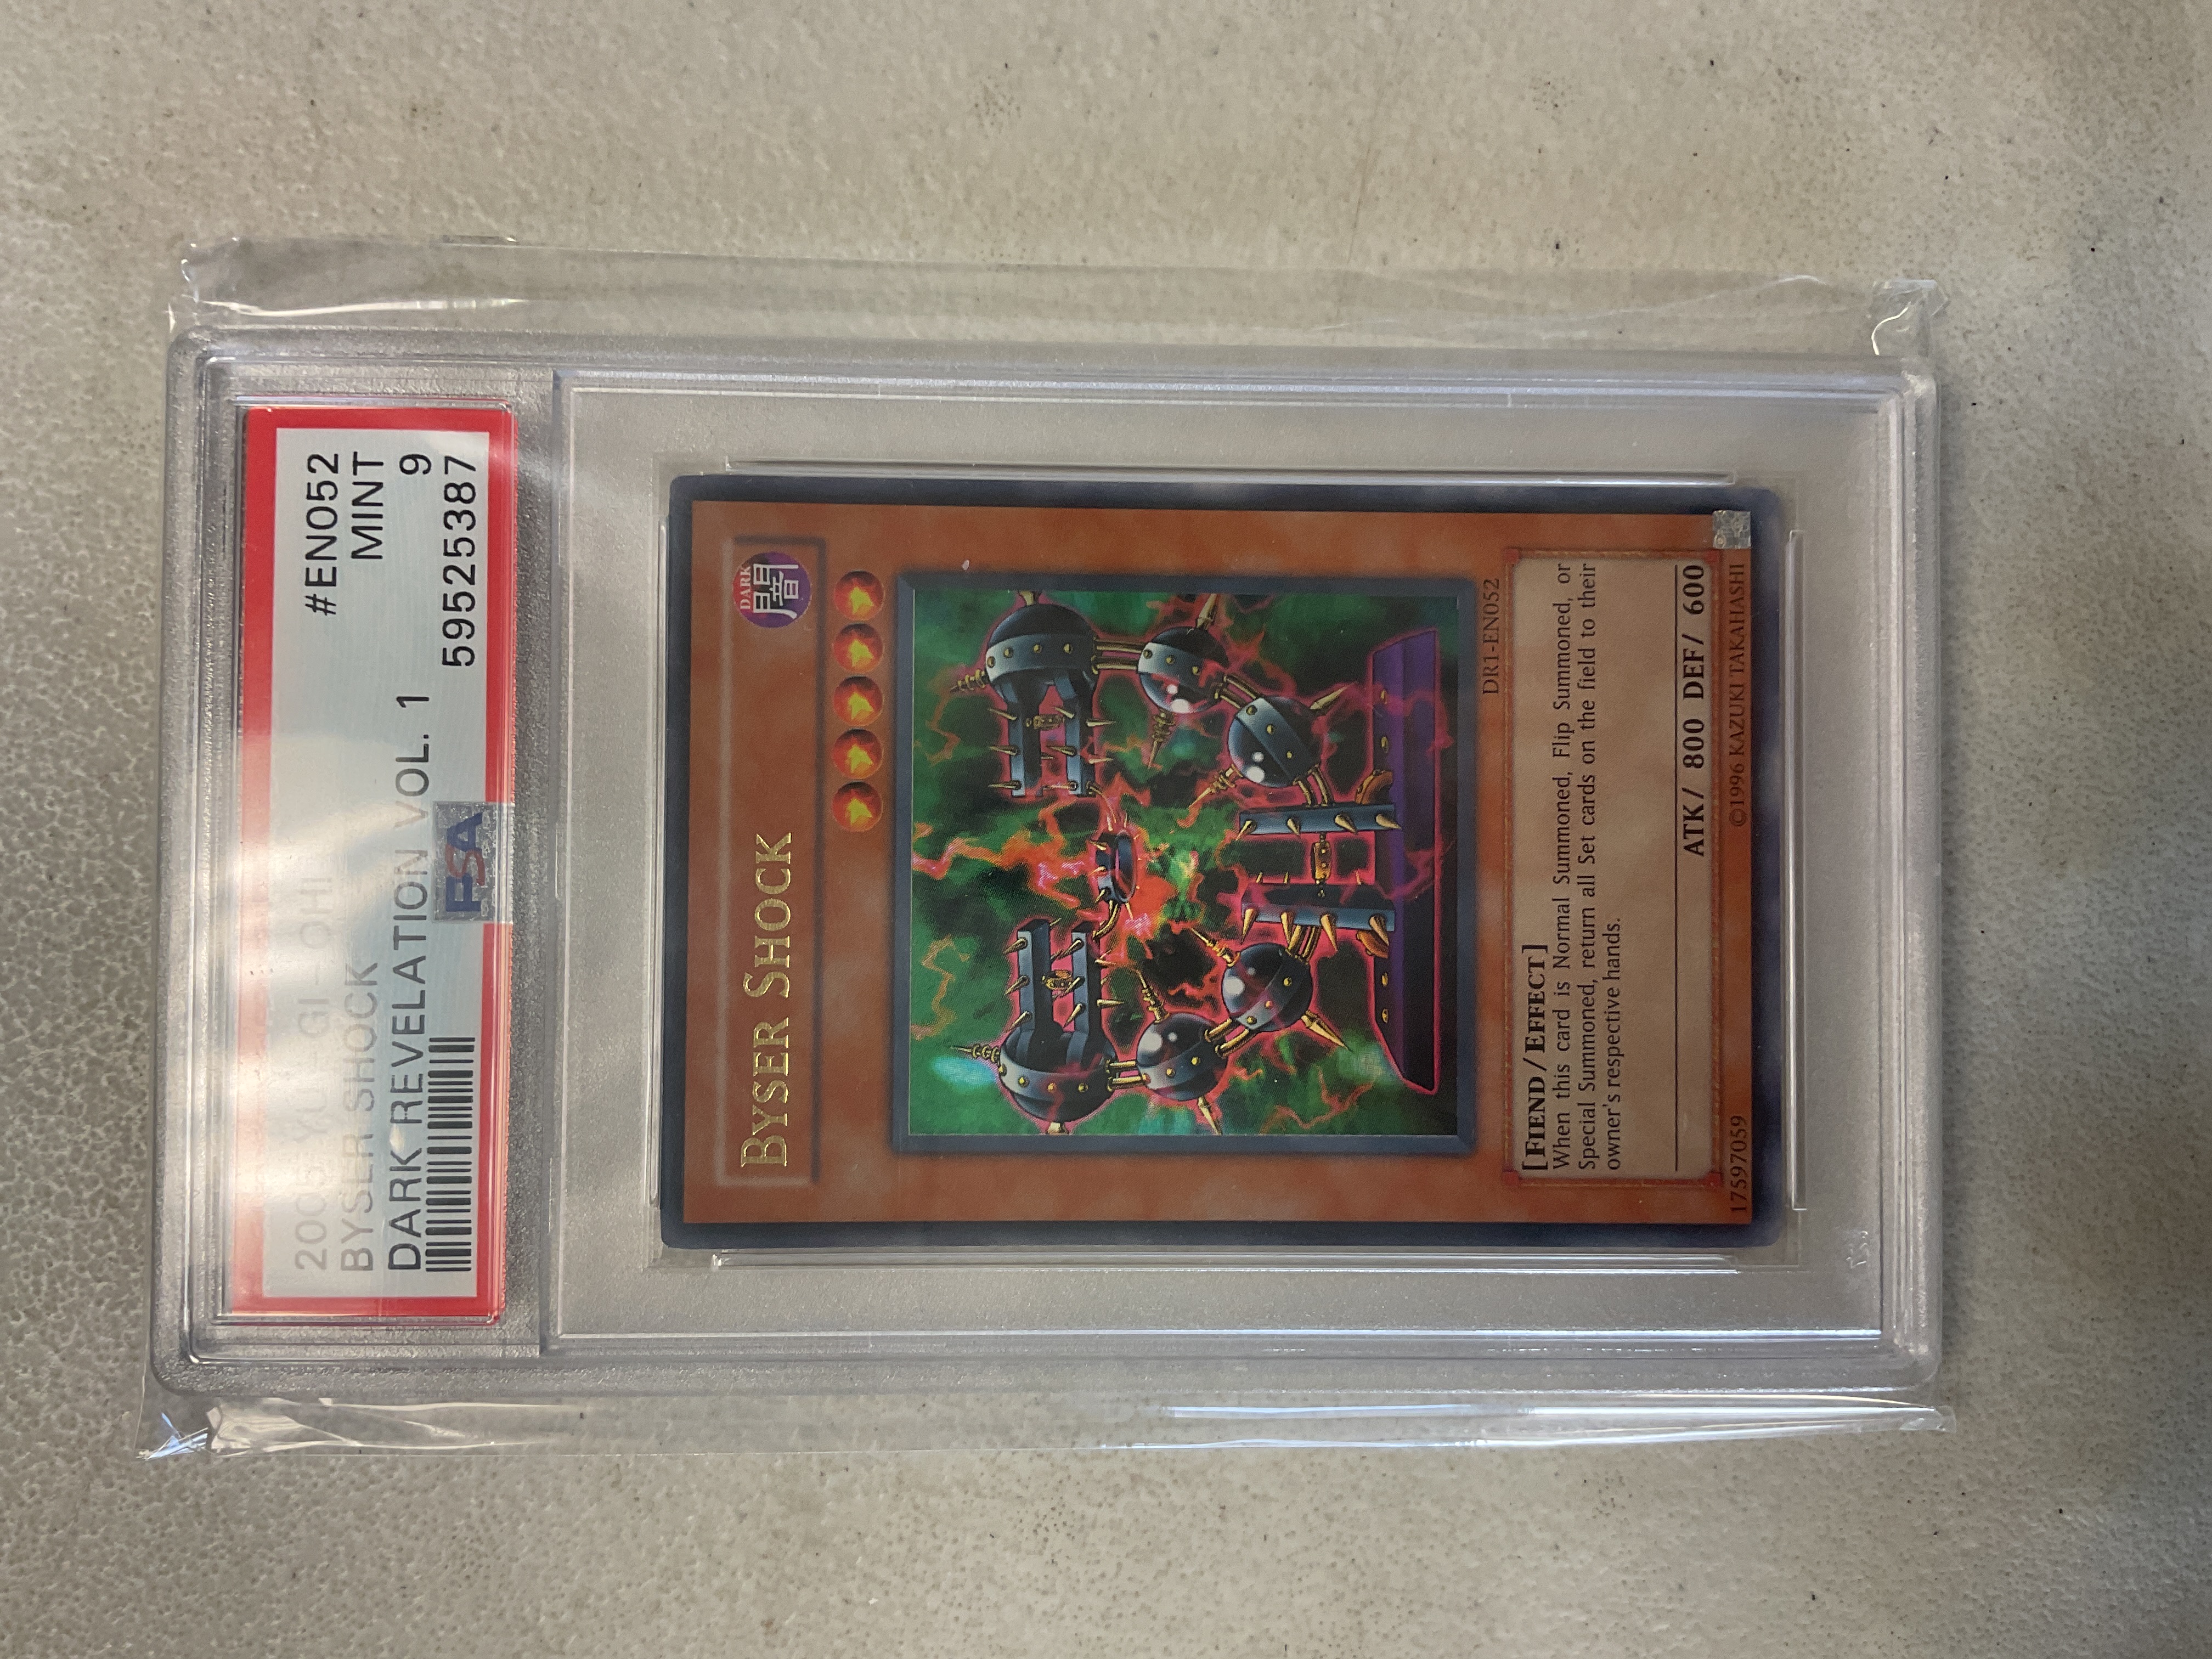 YU-GI-OH! #EN052
BYSER SHOCK MINT
DARK REVELATION VOL. 1 9
59525387
PSA
BYSER SHOCK
DARK
闇
DR1-EN052
[FIEND/EFFECT]
When this card is Normal Summoned, Flip Summoned, or
Special Summoned, return all Set cards on the field to their
owner's respective hands.
ATK/ 800 DEF/ 600
17597059 ©1996 KAZUKI TAKAHASHI